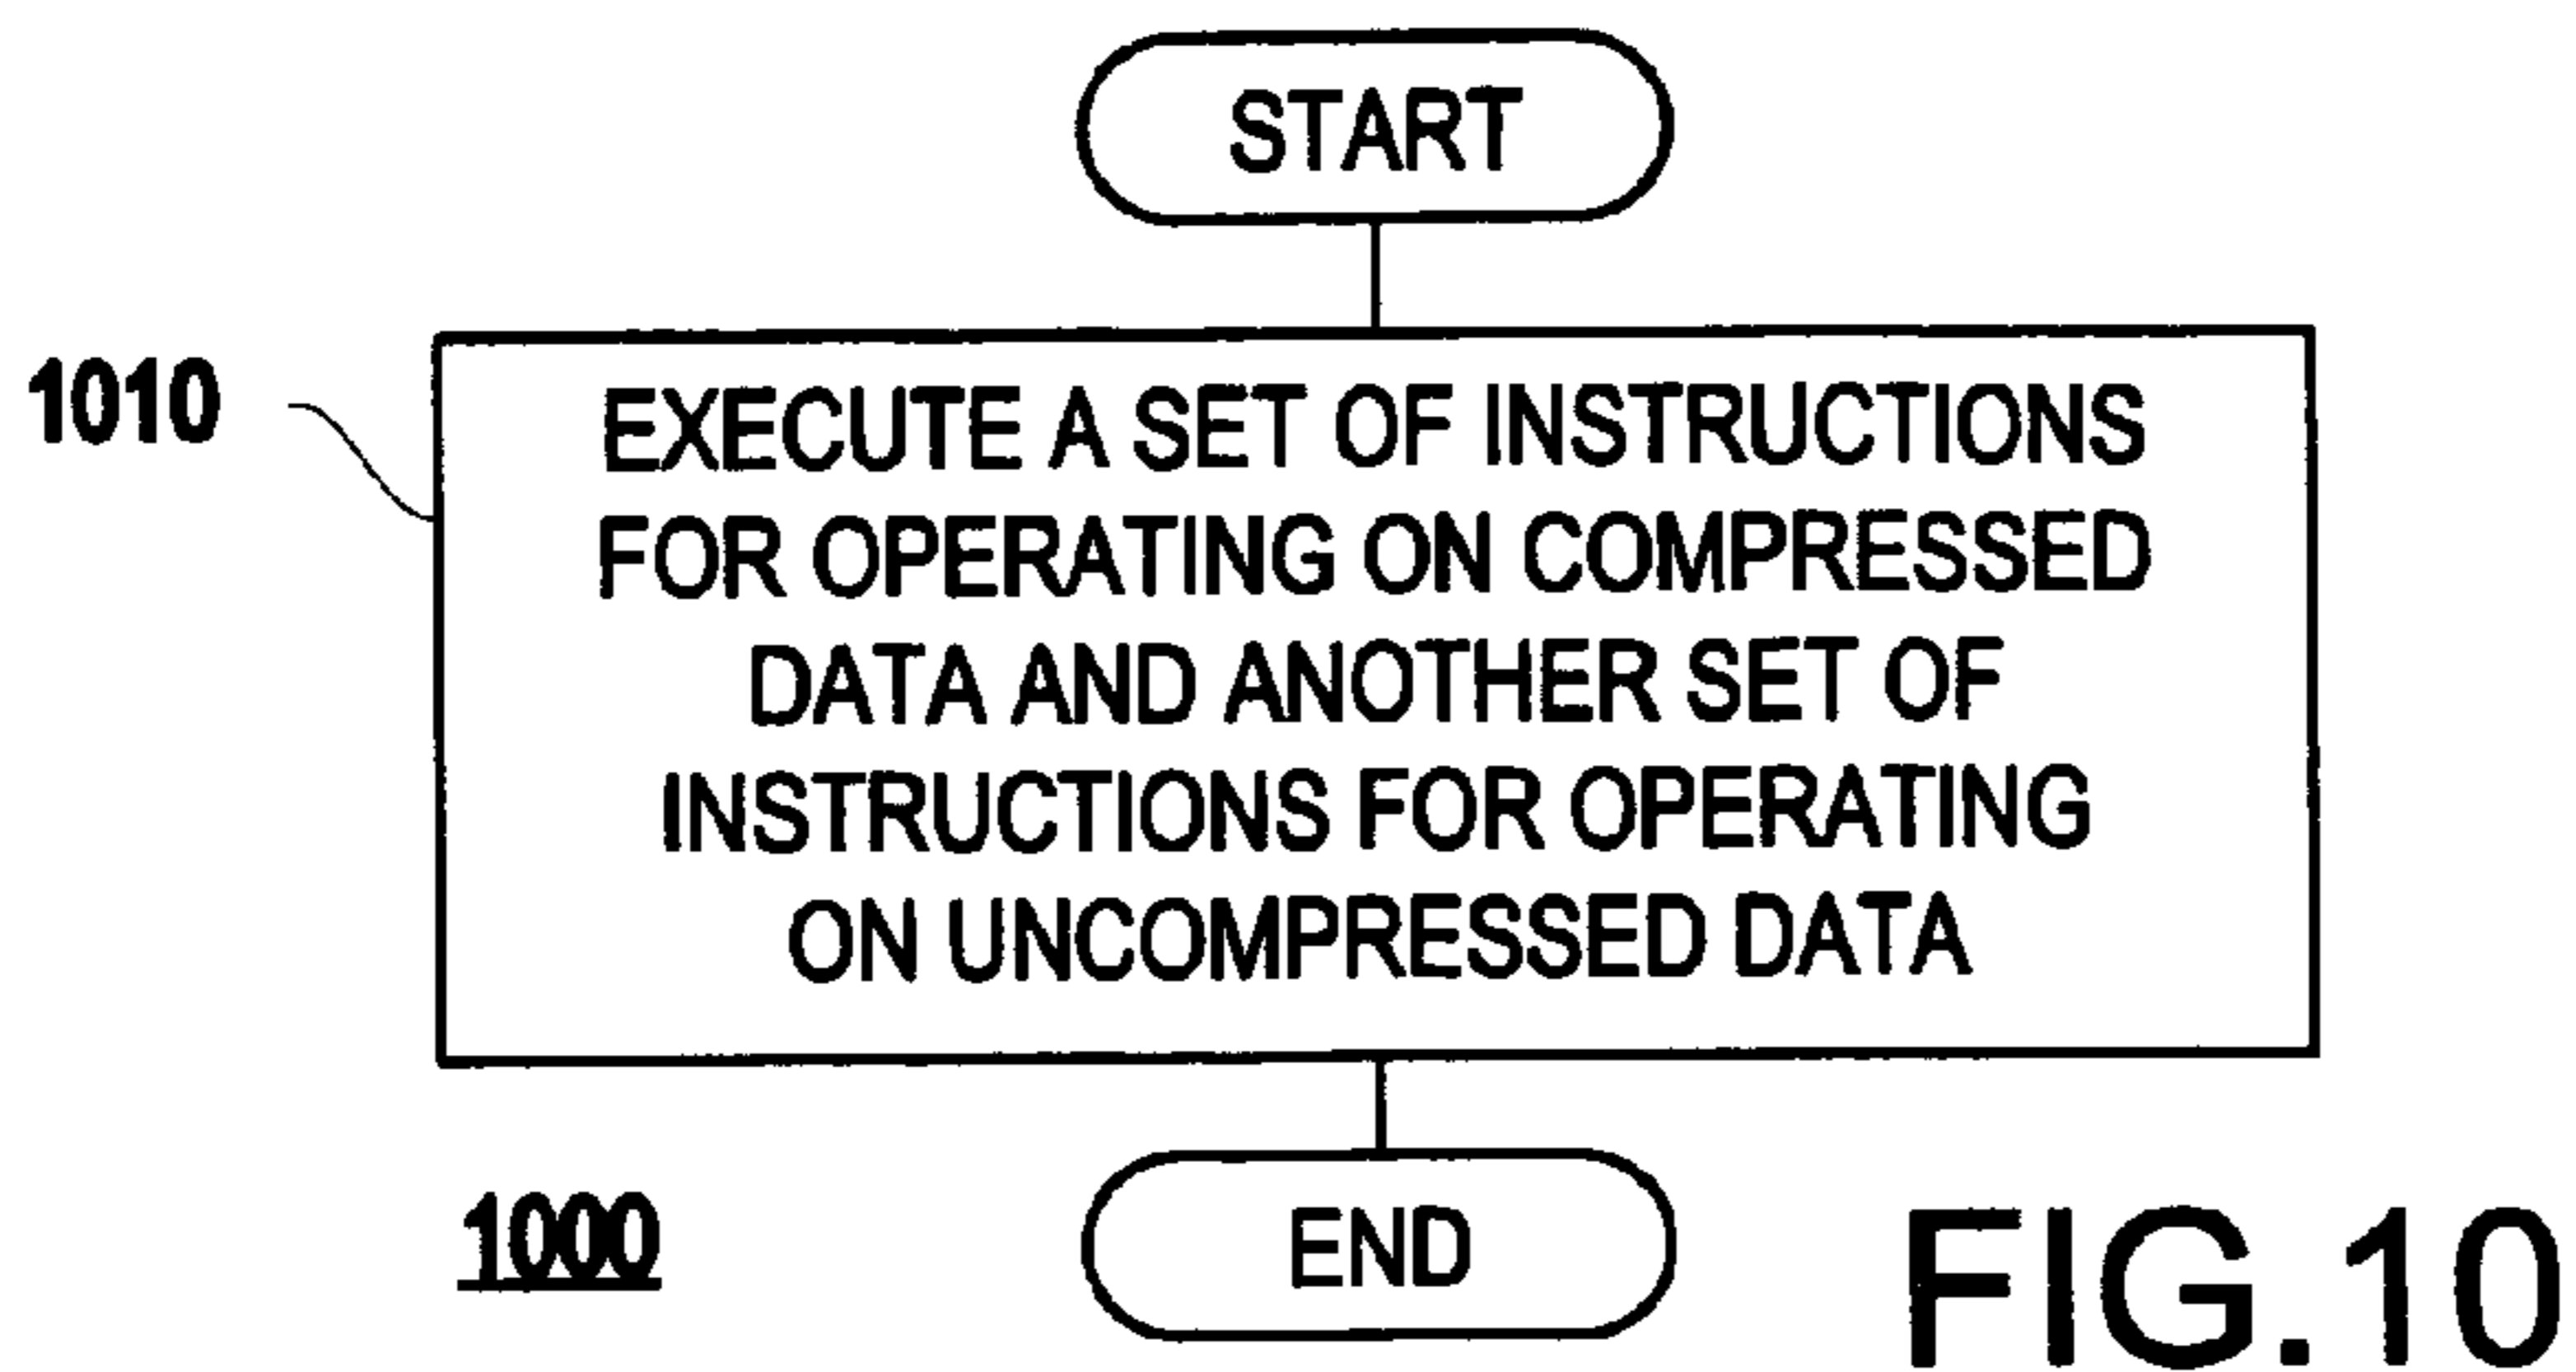 START
1010
EXECUTE A SET OF INSTRUCTIONS
FOR OPERATING ON COMPRESSED
DATA AND ANOTHER SET OF
INSTRUCTIONS FOR OPERATING
ON UNCOMPRESSED DATA
1000
END
FIG.10